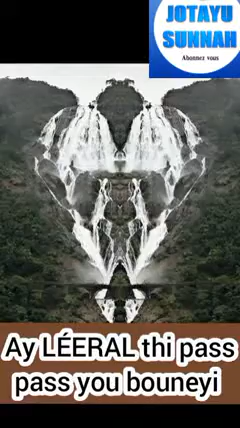 JOTAYU
SUNNAH
Abonnez vous
Ay LÉERAL thi pass
pass you bouneyi